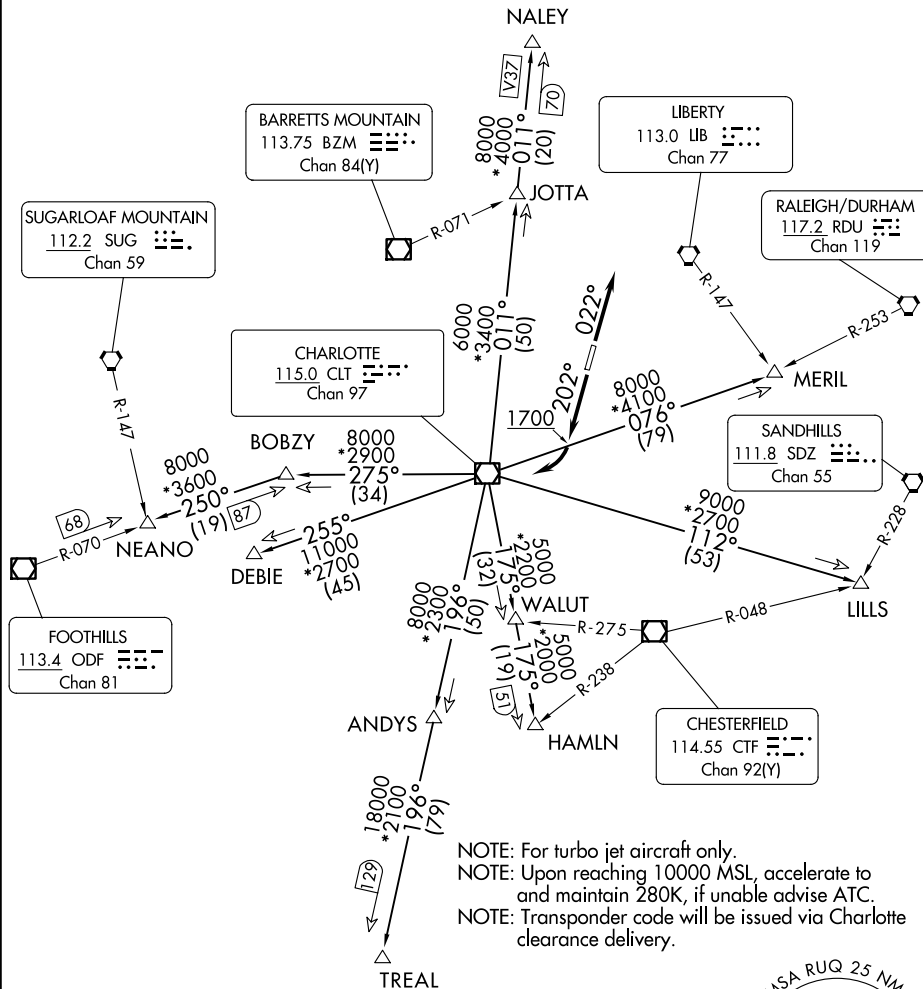 NALEY
V37
70
8000
*4000
011°
(20)
BARRETTS MOUNTAIN
113.75 BZM
Chan 84(Y)
LIBERTY
113.0 LIB
Chan 77
JOTTA
R-071
SUGARLOAF MOUNTAIN
112.2 SUG
Chan 59
RALEIGH/DURHAM
117.2 RDU
Chan 119
R-147
R-253
6000
*3400
011°
(50)
022°
202°
CHARLOTTE
115.0 CLT
Chan 97
MERIL
8000
*4100
076°
(79)
1700
R-147
BOBZY
8000
*2900
275°
(34)
SANDHILLS
111.8 SDZ
Chan 55
8000
*3600
250°
(19)
87
68
R-070
NEANO
255°
11000
*2700
(45)
DEBIE
9000
*2700
112°
(53)
R-228
LILLS
5000
*2200
175°
(32)
WALUT
R-275
R-048
8000
*2300
196°
(50)
5000
*2000
175°
(19)
51
R-238
FOOTHILLS
113.4 ODF
Chan 81
ANDYS
HAMLN
CHESTERFIELD
114.55 CTF
Chan 92(Y)
18000
*2100
196°
(79)
129
TREAL
NOTE: For turbo jet aircraft only.
NOTE: Upon reaching 10000 MSL, accelerate to
and maintain 280K, if unable advise ATC.
NOTE: Transponder code will be issued via Charlotte
clearance delivery.
MSA RUQ 25 NM